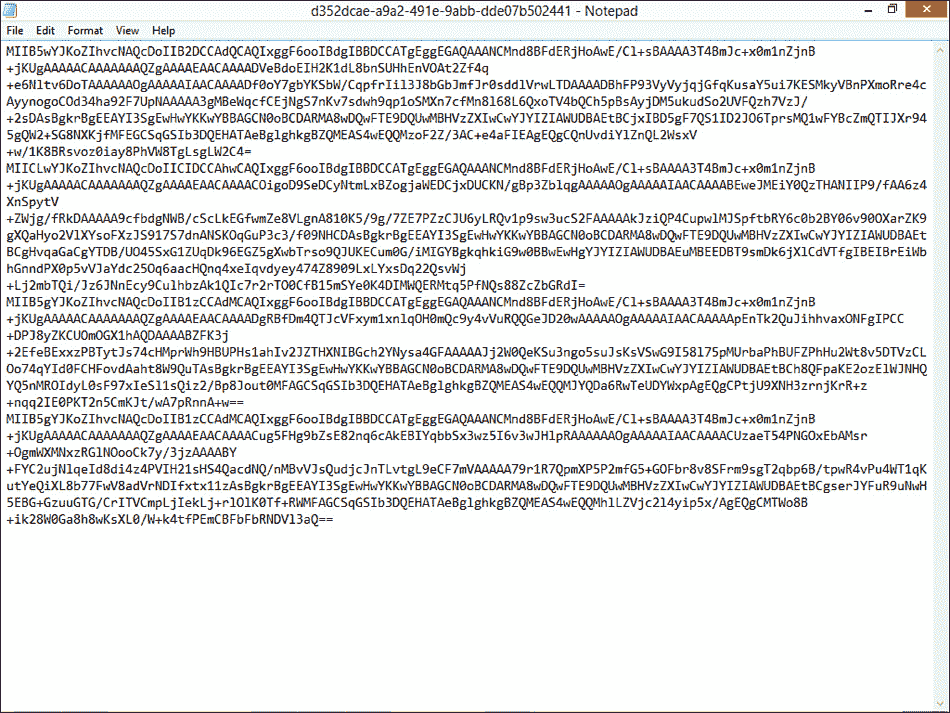 d352dcae-a9a2-491e-9abb-dde07b502441 - Notepad
File Edit Format View Help
MIIB5wYJKoZIhvcNAQcDoIIB2DCCAdQCAQIxggF6ooIBdgIBBDCCATgEggEGAQAAANCMnd8BFdERjHoAwE/Cl+sBAAAA3T4BmJc+x0m1nZjnB
+jKUgAAAAACAAAAAAAQZgAAAAEAACAAAADVeBdoEIH2K1dL8bnSUHhEnVOAt2Zf4q
+e6Nltv6DoTAAAAAAOgAAAAAIAACAAAADf0oY7gbYKSbW/CqpfrIil3J8bGbJmfJr0sddlVrwLTDAAAADBhFP93VyVyjqjGfqKusaY5ui7KESMkyVBnPXmoRre4c
AyynogoCOd34ha92F7UpNAAAAA3gMBeWqcfCEjNgS7nKv7sdwh9qp1oSMXn7cfMn8l68L6QxoTV4bQCh5pBsAyjDM5ukudSo2UVFQzh7VzJ/
+2sDAsBgkrBgEEAYI3SgEwHwYKKwYBBAGCN0oBCDARMA8wDQwFTE9DQUwMBHVzZXIwCwYJYIZIAWUDBAEtBCjxIBD5gF7QS1ID2JO6TprsMQ1wFYBcZmQTIJXr94
5gQW2+SG8NXKjfMFEGCSqGSIb3DQEHATAeBglghkgBZQMEAS4wEQQMzoF2Z/3AC+e4aFIEAgEQgCQnUvdiYlZnQL2WsxV
+w/1K8BRsvoz0iay8PhVW8TgLsgLW2C4=
MIICLwYJKoZIhvcNAQcDoIICIDCCAhwCAQIxggF6ooIBdgIBBDCCATgEggEGAQAAANCMnd8BFdERjHoAwE/Cl+sBAAAA3T4BmJc+x0m1nZjnB
+jKUgAAAAACAAAAAAAQZgAAAAEAACAAAACOigoD9SeDCyNtmLxBZogjaWEDCjxDUCKN/gBp3ZblqgAAAAAOgAAAAAIAACAAAABEweJMEiY0QzTHANIIP9/fAA6z4
XnSpytV
+ZWjg/fRkDAAAAA9cfbdgNWB/cScLkEGfwmZe8VLgnA810K5/9g/7ZE7PZzCJU6yLRQv1p9sw3ucS2FAAAAAkJziQP4CupwlMJSpftbRY6c0b2BY06v90OXarZK9
gXQaHyo2VlXYsoFXzJS917S7dnANSKOqGuP3c3/f09NHCDAsBgkrBgEEAYI3SgEwHwYKKwYBBAGCN0oBCDARMA8wDQwFTE9DQUwMBHVzZXIwCwYJYIZIAWUDBAEt
BCgHvqaGaCgYTDB/UO45SxG1ZUqDk96EGZ5gXwbTrso9QJUKECum0G/iMIGYBgkqhkiG9w0BBwEwHgYJYIZIAWUDBAEuMBEEDBT9smDk6jXlCdVTfgIBEIBrEiWb
hGnndPX0p5vVJaYdc25Oq6aacHQnq4xeIqvdyey474Z8909LxLYxsDq22QsvWj
+Lj2mbTQi/Jz6JNnEcy9CulhbzAk1QIc7r2rTO0CfB15mSYe0K4DIMWQERMtq5PfNQs88ZcZbGRdI=
MIIB5gYJKoZIhvcNAQcDoIIB1zCCAdMCAQIxggF6ooIBdgIBBDCCATgEggEGAQAAANCMnd8BFdERjHoAwE/Cl+sBAAAA3T4BmJc+x0m1nZjnB
+jKUgAAAAACAAAAAAAQZgAAAAEAACAAAADgRBfDm4QTJcVFxym1xnlqOH0mQc9y4vVuRQQGeJD20wAAAAAOgAAAAAIAACAAAAApEnTk2QuJihhvaxONFgIPCC
+DPJ8yZKCUOmOGX1hAQDAAAABZFK3j
+2EfeBExxzPBTytJs74cHMprWh9HBUPHs1ahIv2JZTHXNIBGch2YNysa4GFAAAAAJj2W0QeKSu3ngo5suJsKsVSwG9I58l75pMUrbaPhBUFZPhHu2Wt8v5DTVzCL
Oo74qYId0FCHFovdAaht8W9QuTAsBgkrBgEEAYI3SgEwHwYKKwYBBAGCN0oBCDARMA8wDQwFTE9DQUwMBHVzZXIwCwYJYIZIAWUDBAEtBCh8QFpaKE2ozElWJNHQ
YQ5nMROIdyL0sF97xIeSl1sQiz2/Bp8Jout0MFAGCSqGSIb3DQEHATAeBglghkgBZQMEAS4wEQQMJYQDa6RwTeUDYWxpAgEQgCPtjU9XNH3zrnjKrR+z
+nqq2IE0PKT2n5CmKJt/wA7pRnnA+w==
MIIB5gYJKoZIhvcNAQcDoIIB1zCCAdMCAQIxggF6ooIBdgIBBDCCATgEggEGAQAAANCMnd8BFdERjHoAwE/Cl+sBAAAA3T4BmJc+x0m1nZjnB
+jKUgAAAAACAAAAAAAQZgAAAAEAACAAAACug5FHg9bZsE82nq6cAkEBIYqbbSx3wz5I6v3wJHlpRAAAAAAOgAAAAAIAACAAAACUzaeT54PNGOxEbAMsr
+OgmWXMNxzRGlNOooCk7y/3jzAAAABY
+FYC2ujNlqeId8di4z4PVIH21sHS4QacdNQ/nMBvVJsQudjcJnTLvtgL9eCF7mVAAAAA79r1R7QpmXP5P2mfG5+GOFbr8v8SFrm9sgT2qbp6B/tpwR4vPu4WT1qK
utYeQiXL8b77FwV8adVrNDIfxtx11zAsBgkrBgEEAYI3SgEwHwYKKwYBBAGCN0oBCDARMA8wDQwFTE9DQUwMBHVzZXIwCwYJYIZIAWUDBAEtBCgserJYFuR9uNwH
5EBG+GzuuGTG/CrITVCmpLjIekLj+rlOlK0Tf+RWMFAGCSqGSIb3DQEHATAeBglghkgBZQMEAS4wEQQMhlLZVjc2l4yip5x/AgEQgCMTWo8B
+ik28W0Ga8h8wKsXL0/W+k4tfPEmCBFbFbRNDVl3aQ==